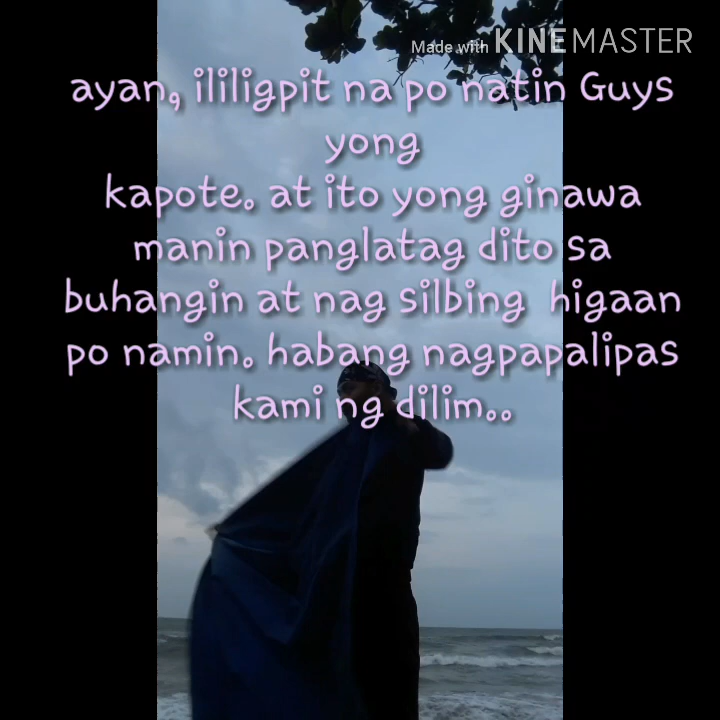 Made with KINEMASTER
ayan, ililigpit na po natin Guys
yong
kapote. at ito yong ginawa
manin panglatag dito sa
buhangin at nag silbing higaan
po namin. habang nagpapalipas
kami ng dilim..